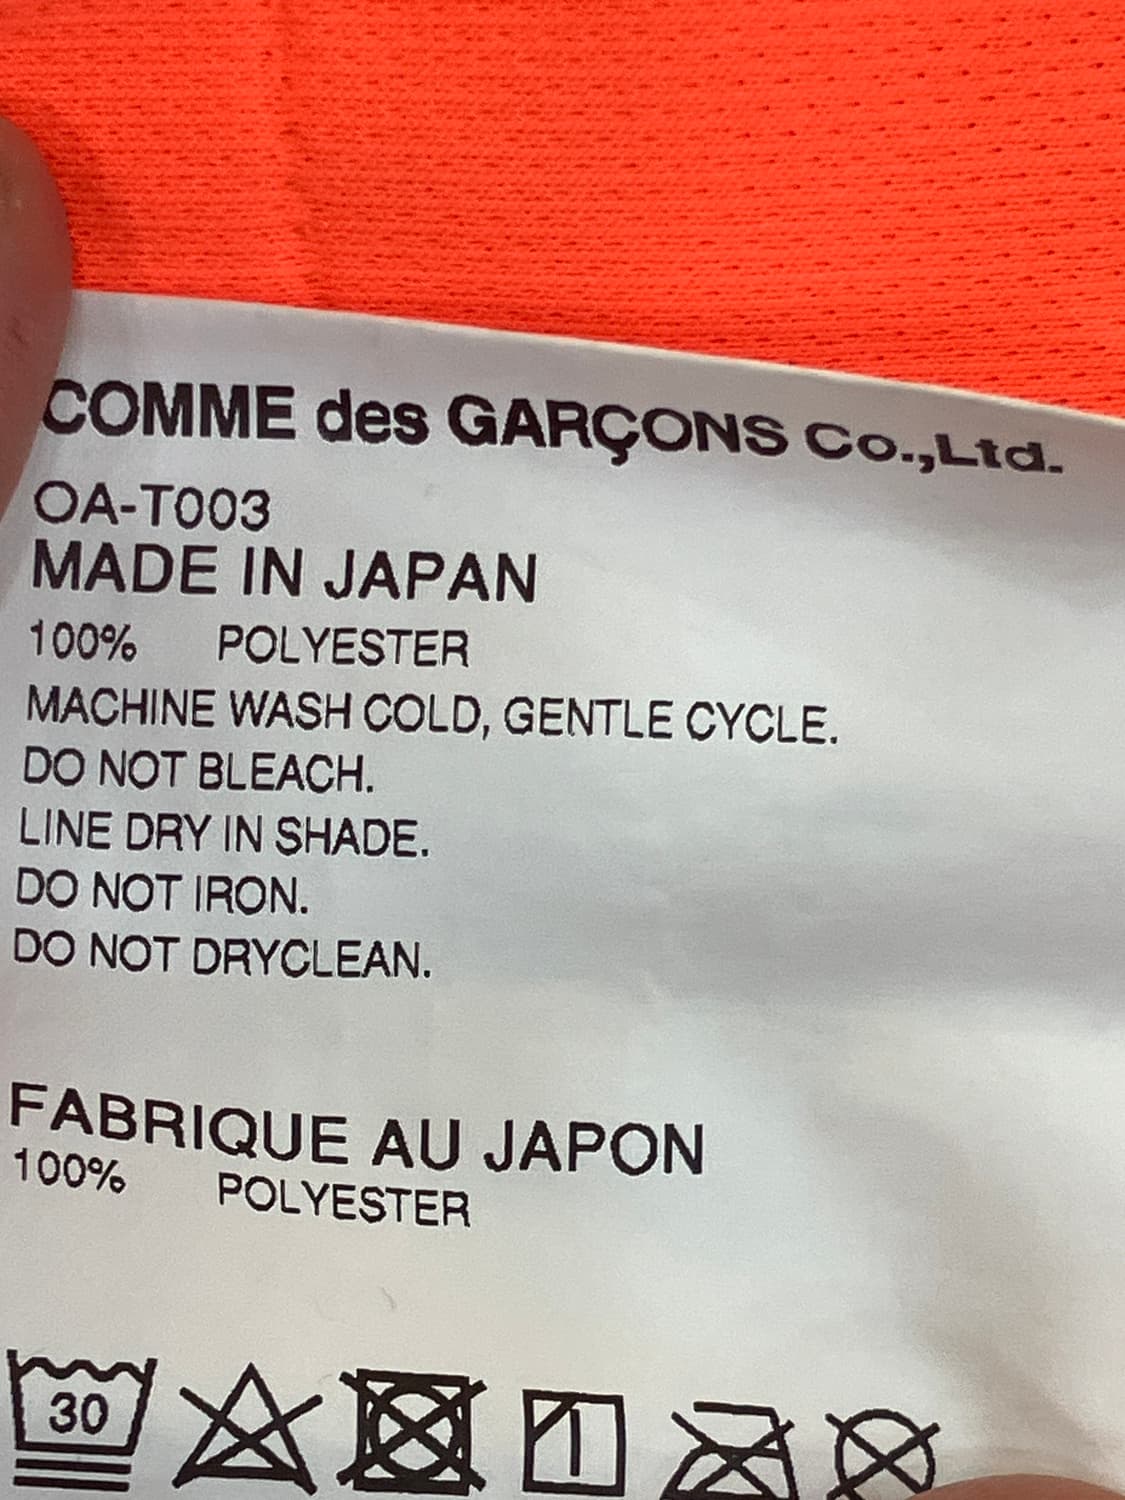 COMME des GARÇONS Co.,Ltd.
OA-T003
MADE IN JAPAN
100% POLYESTER
MACHINE WASH COLD, GENTLE CYCLE.
DO NOT BLEACH.
LINE DRY IN SHADE.
DO NOT IRON.
DO NOT DRYCLEAN.
FABRIQUE AU JAPON
100% POLYESTER
30